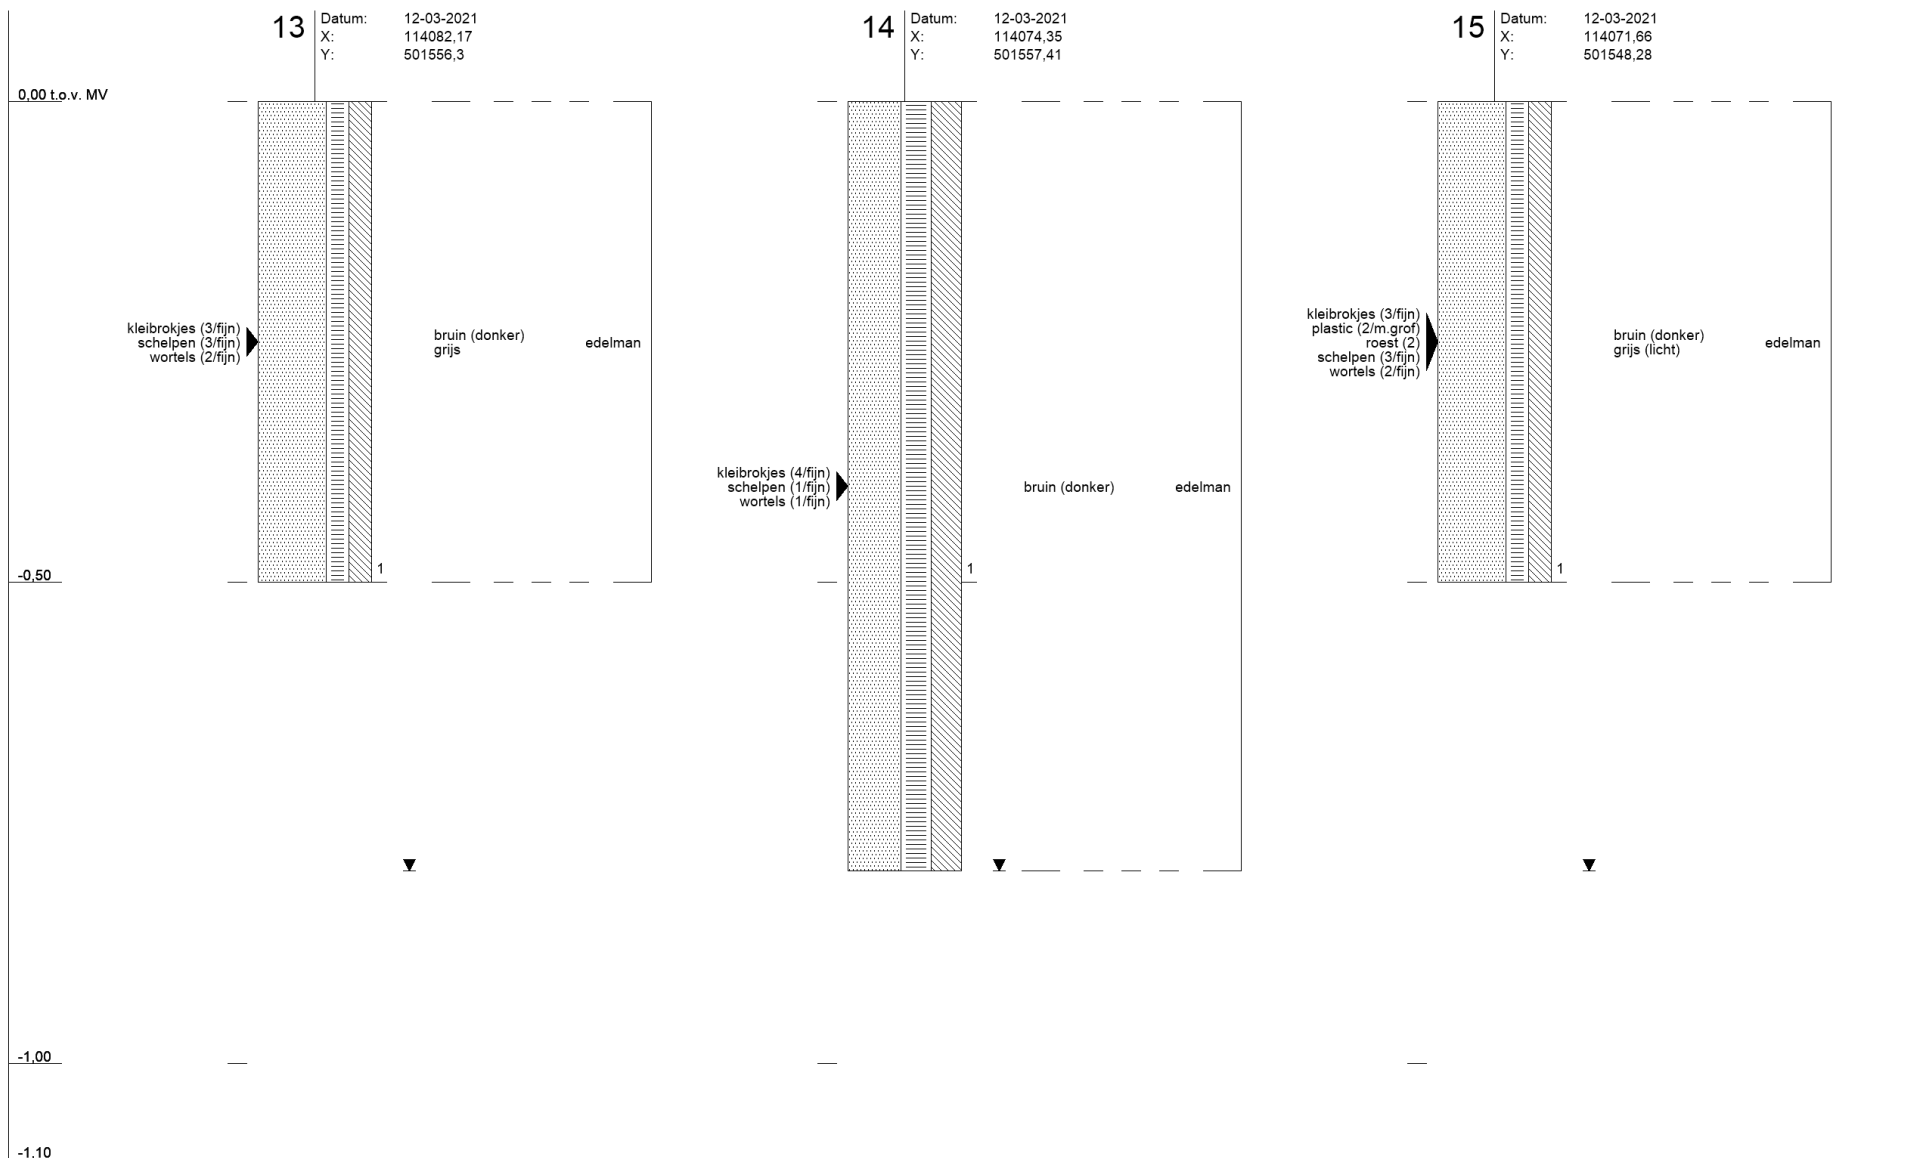 13
Datum: 12-03-2021
X: 114082,17
Y: 501556,3
14
Datum: 12-03-2021
X: 114074,35
Y: 501557,41
15
Datum: 12-03-2021
X: 114071,66
Y: 501548,28
0,00 t.o.v. MV
-0,50
-1,00
-1,10
kleibrokjes (3/fijn)
schelpen (3/fijn)
wortels (2/fijn)
bruin (donker)
grijs
edelman
1
kleibrokjes (4/fijn)
schelpen (1/fijn)
wortels (1/fijn)
bruin (donker)
edelman
1
kleibrokjes (3/fijn)
plastic (2/m.grof)
roest (2)
schelpen (3/fijn)
wortels (2/fijn)
bruin (donker)
grijs (licht)
edelman
1